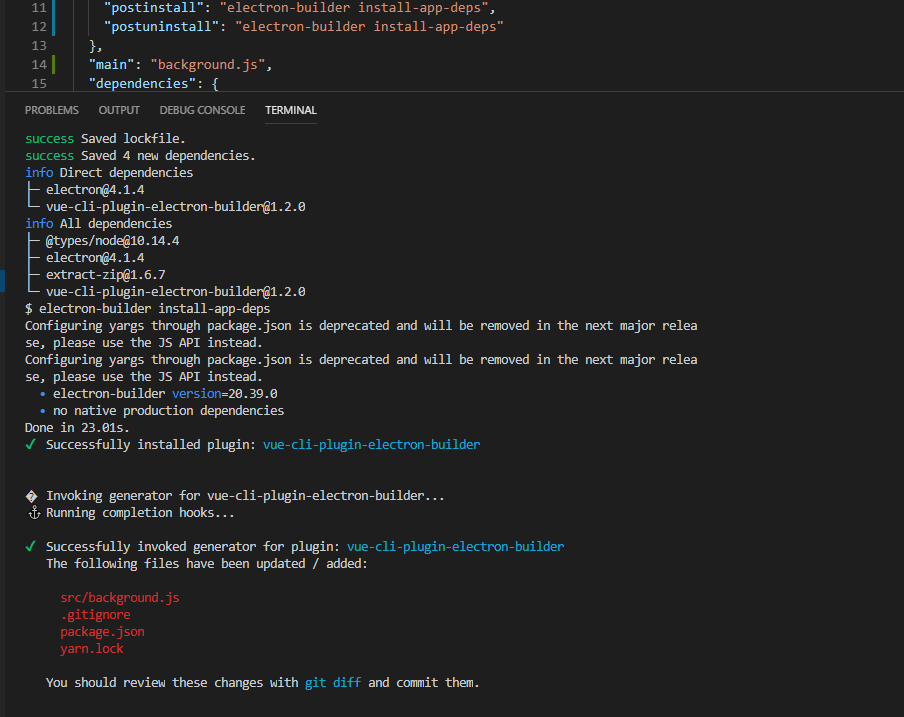 11 "postinstall": "electron-builder install-app-deps",
12 "postuninstall": "electron-builder install-app-deps"
13 },
14 "main": "background.js",
15 "dependencies": {
PROBLEMS OUTPUT DEBUG CONSOLE TERMINAL
success Saved lockfile.
success Saved 4 new dependencies.
info Direct dependencies
├─ electron@4.1.4
└─ vue-cli-plugin-electron-builder@1.2.0
info All dependencies
├─ @types/node@10.14.4
├─ electron@4.1.4
├─ extract-zip@1.6.7
└─ vue-cli-plugin-electron-builder@1.2.0
$ electron-builder install-app-deps
Configuring yargs through package.json is deprecated and will be removed in the next major relea
se, please use the JS API instead.
Configuring yargs through package.json is deprecated and will be removed in the next major relea
se, please use the JS API instead.
• electron-builder version=20.39.0
• no native production dependencies
Done in 23.01s.
✔ Successfully installed plugin: vue-cli-plugin-electron-builder
� Invoking generator for vue-cli-plugin-electron-builder...
⚓ Running completion hooks...
✔ Successfully invoked generator for plugin: vue-cli-plugin-electron-builder
The following files have been updated / added:
src/background.js
.gitignore
package.json
yarn.lock
You should review these changes with git diff and commit them.